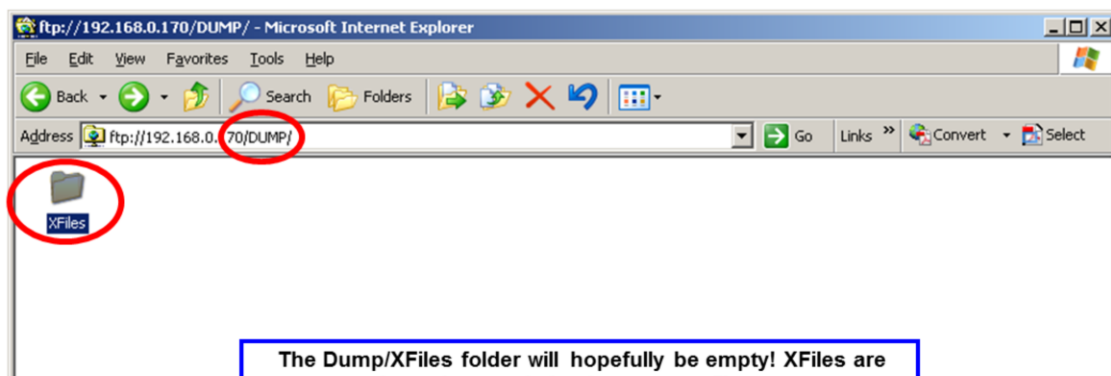 ftp://192.168.0.170/DUMP/ - Microsoft Internet Explorer
File Edit View Favorites Tools Help
Back Search Folders
Address ftp://192.168.0.170/DUMP/ Go Links » Convert Select
XFiles
The Dump/XFiles folder will hopefully be empty! XFiles are